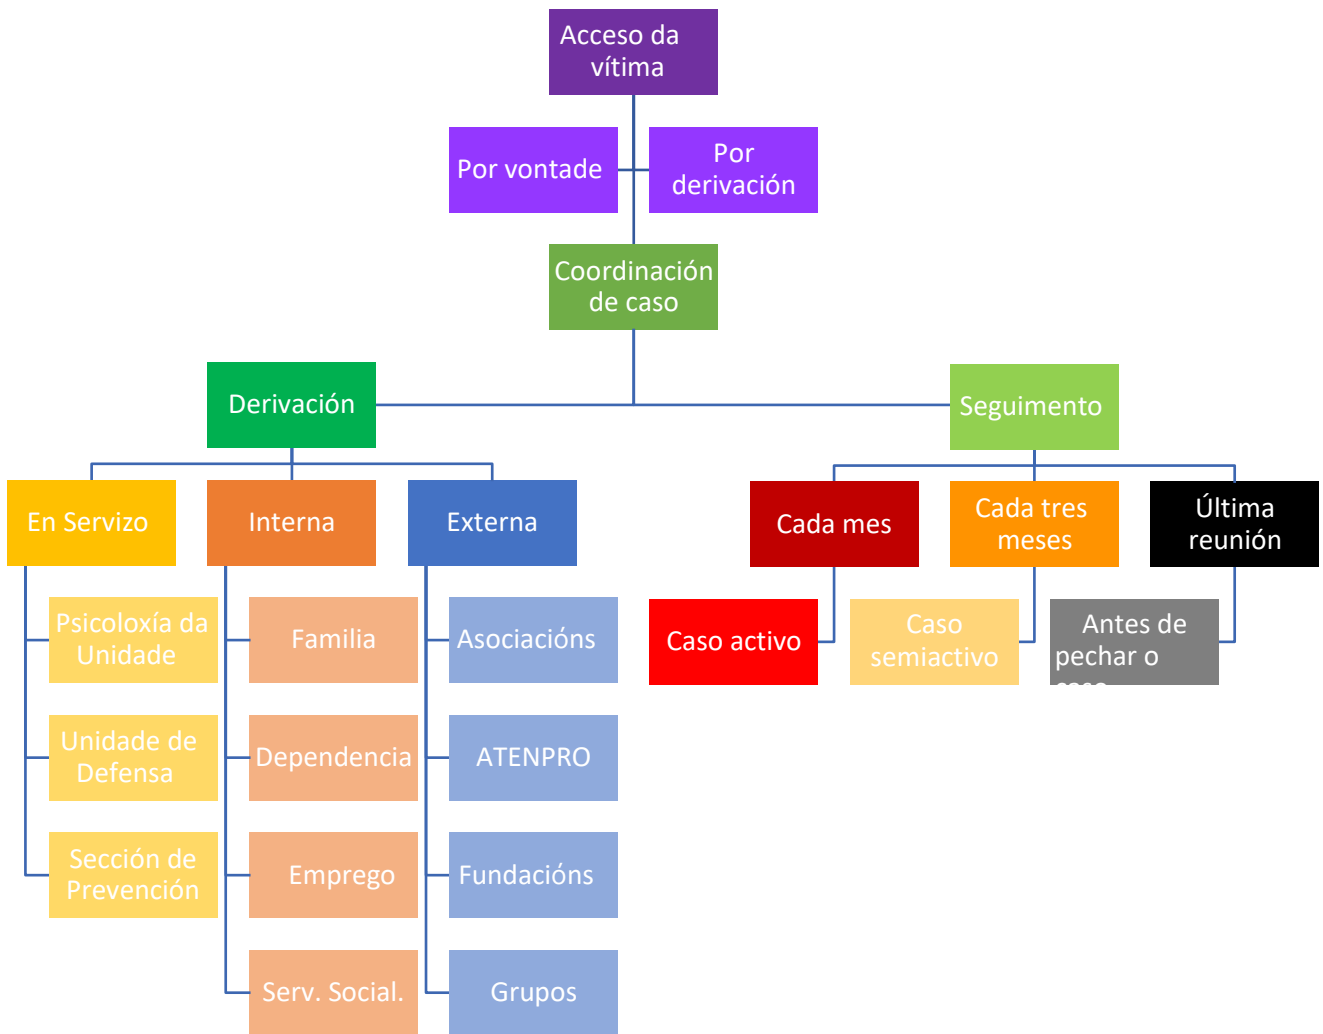 Acceso da
vítima
Por vontade
Por
derivación
Coordinación
de caso
Derivación
Seguimento
En Servizo
Interna
Externa
Cada mes
Cada tres
meses
Última
reunión
Psicoloxía da
Unidade
Familia
Asociacións
Caso activo
Caso
semiactivo
Antes de
pechar o
Unidade de
Defensa
Dependencia
ATENPRO
Sección de
Prevención
Emprego
Fundacións
Serv. Social.
Grupos